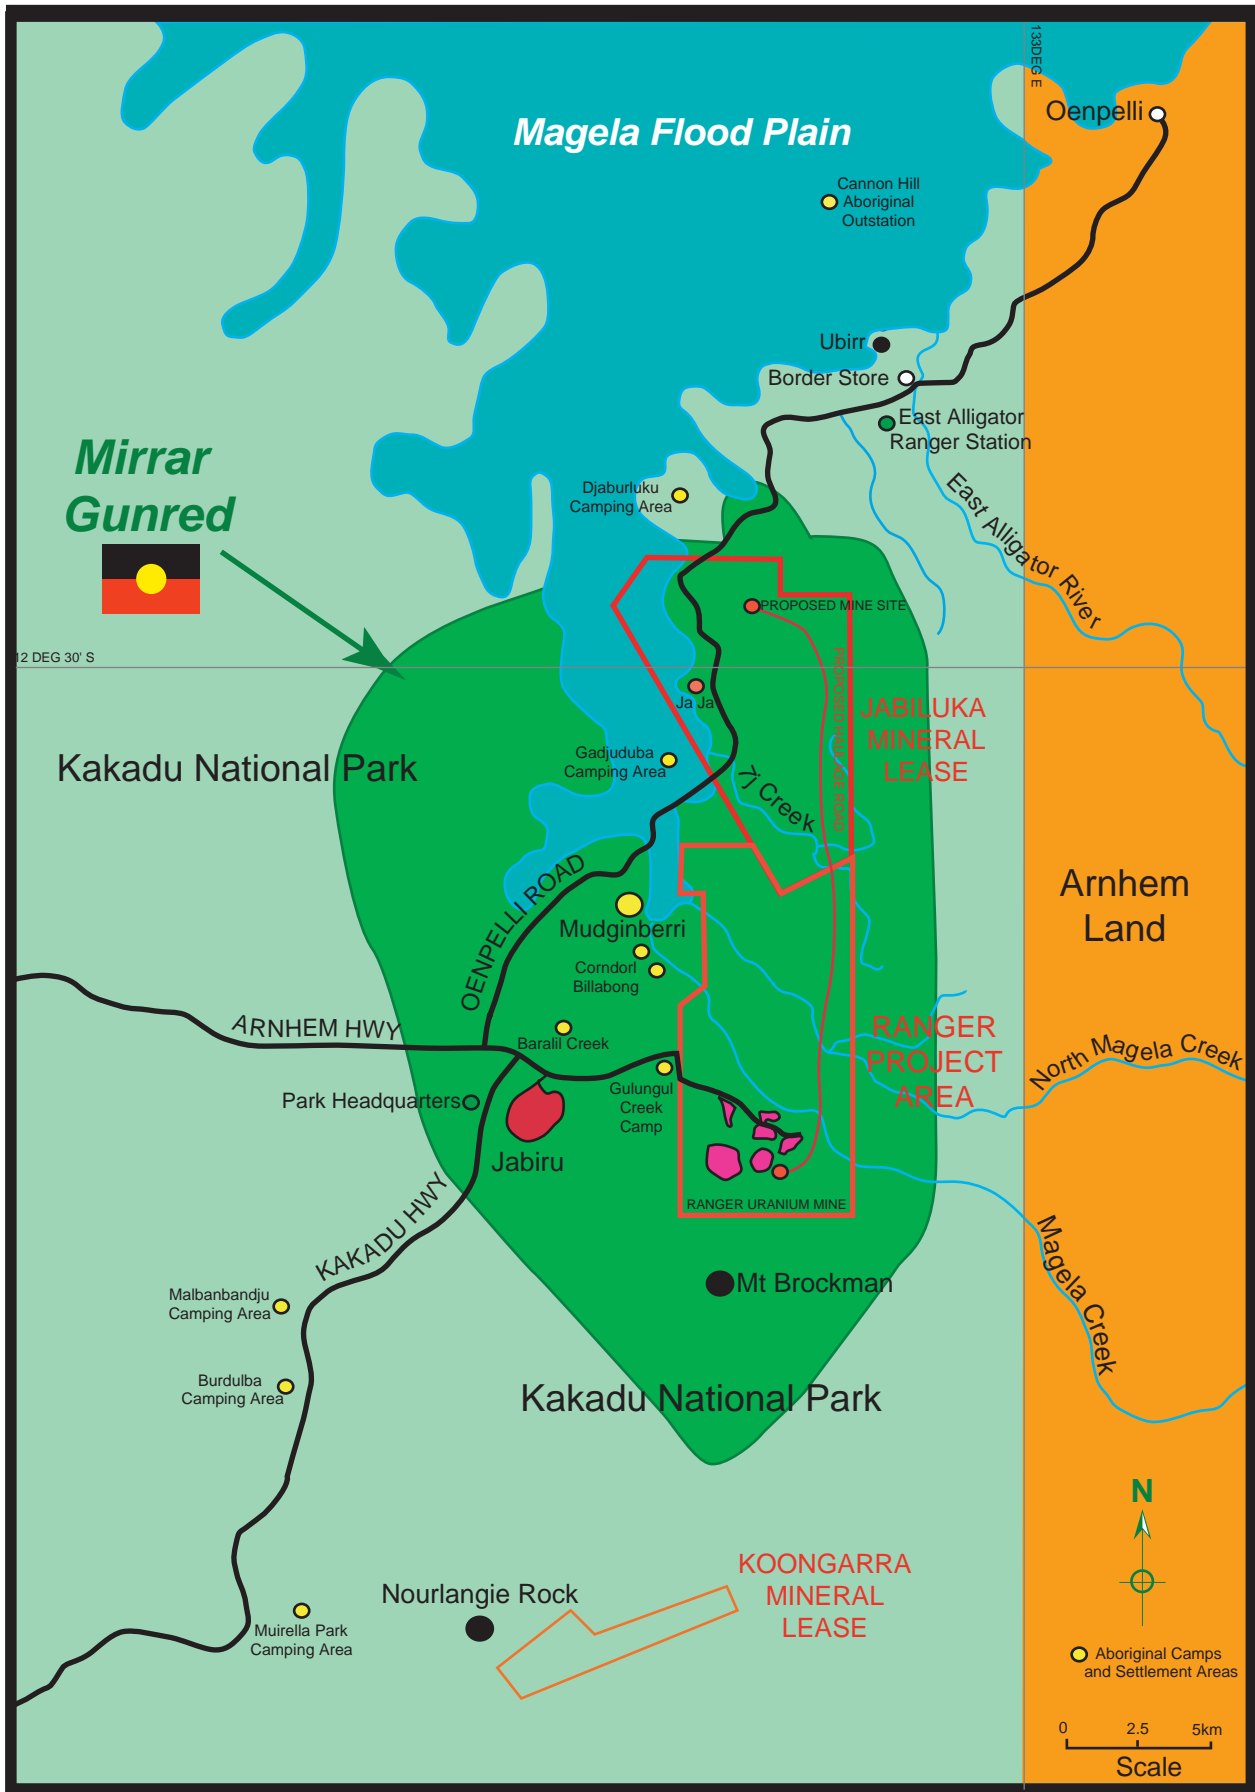 133DEG E
Oenpelli
Magela Flood Plain
Cannon Hill
Aboriginal
Outstation
Ubirr
Border Store
East Alligator
Ranger Station
Mirrar
Gunred
Djaburluku
Camping Area
East Alligator River
PROPOSED MINE SITE
12 DEG 30' S
PROPOSED HAULAGE ROAD
Ja Ja
JABILUKA
MINERAL
LEASE
Kakadu National Park
Gadjuduba
Camping Area
7j Creek
OENPELLI ROAD
Arnhem
Land
Mudginberri
Corndorl
Billabong
ARNHEM HWY
Baralil Creek
RANGER
PROJECT
AREA
North Magela Creek
Park Headquarters
Gulungul
Creek
Camp
Jabiru
KAKADU HWY
RANGER URANIUM MINE
Magela Creek
Mt Brockman
Malbanbandju
Camping Area
Burdulba
Camping Area
Kakadu National Park
N
KOONGARRA
MINERAL
LEASE
Nourlangie Rock
Muirella Park
Camping Area
Aboriginal Camps
and Settlement Areas
0 2.5 5km
Scale